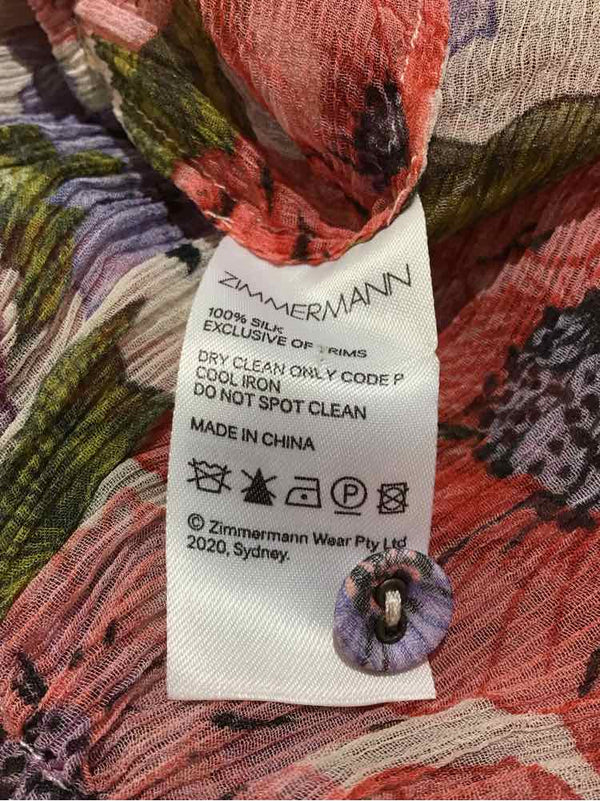 ZIMMERMANN
100% SILK
EXCLUSIVE OF TRIMS
DRY CLEAN ONLY CODE P
COOL IRON
DO NOT SPOT CLEAN
MADE IN CHINA
P
© Zimmermann Wear Pty Ltd
2020, Sydney.